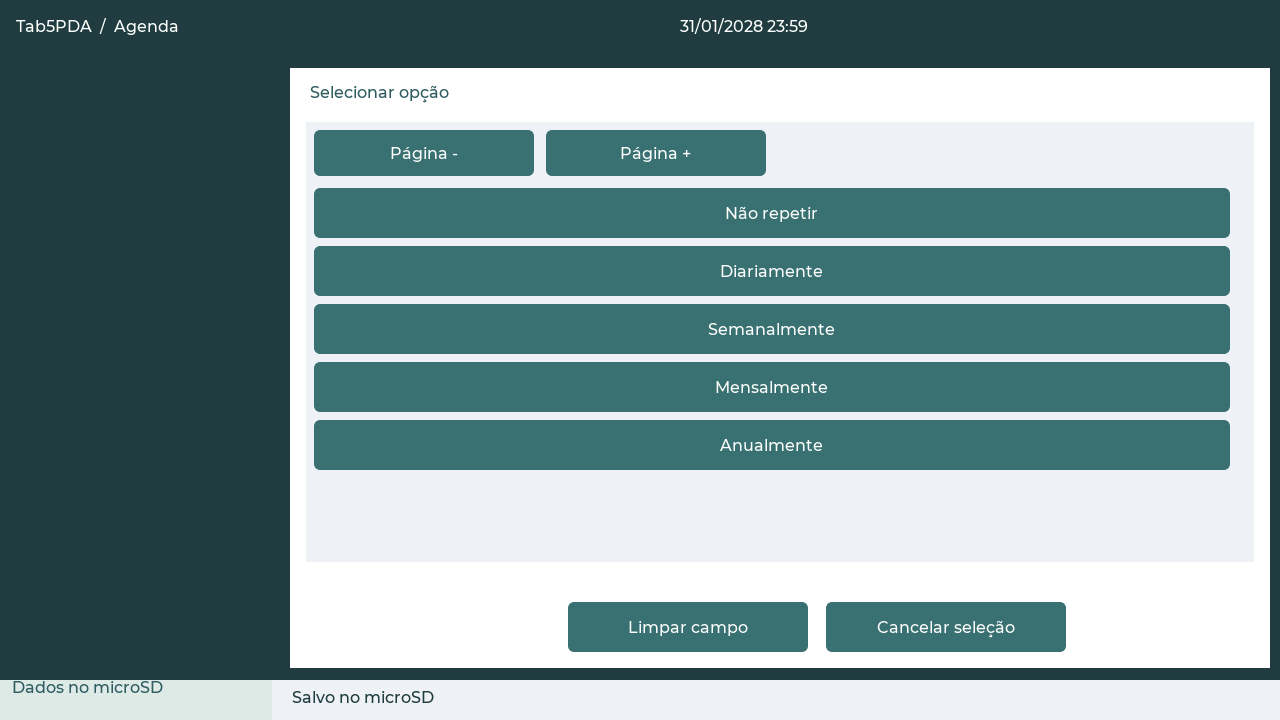 Tab5PDA / Agenda
31/01/2028 23:59
Selecionar opção
Página -
Página +
Não repetir
Diariamente
Semanalmente
Mensalmente
Anualmente
Limpar campo
Cancelar seleção
Dados no microSD
Salvo no microSD